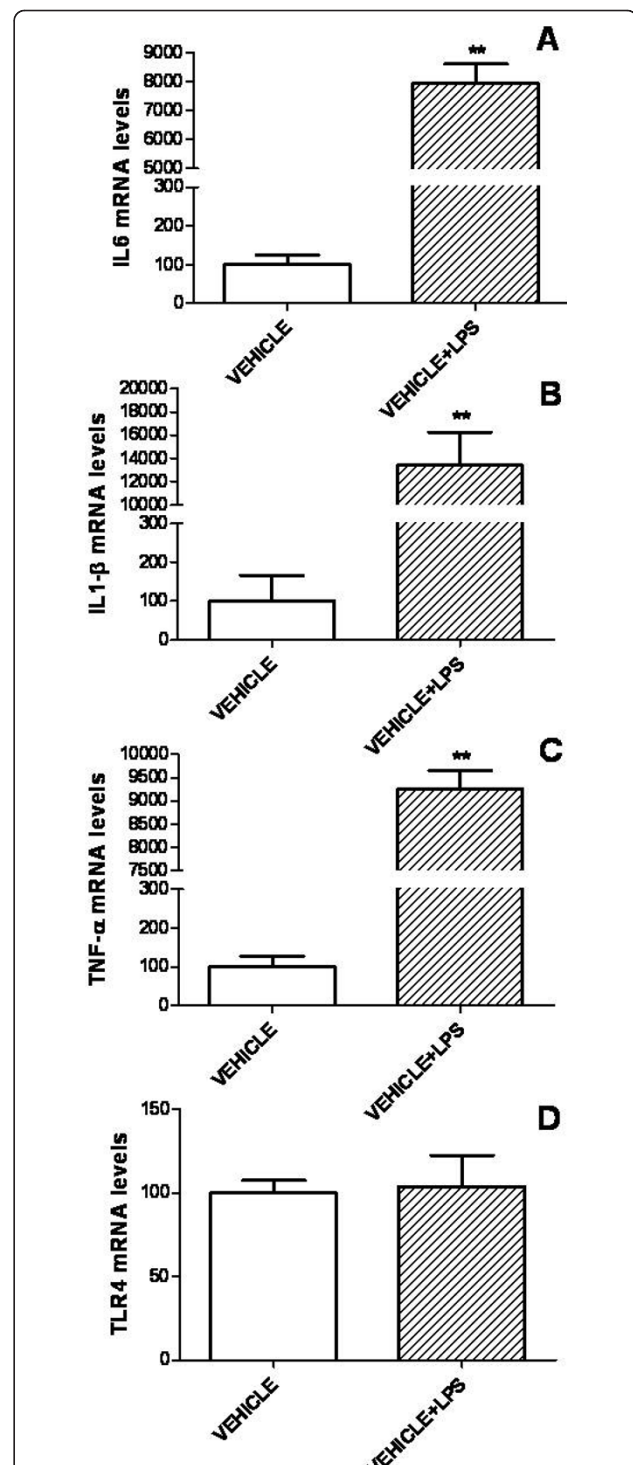 A
IL6 mRNA levels
9000
8000
7000
6000
5000
300
200
100
0
**
VEHICLE
VEHICLE+LPS
B
IL1-β mRNA levels
20000
18000
16000
14000
12000
10000
300
200
100
0
**
VEHICLE
VEHICLE+LPS
C
TNF-α mRNA levels
10000
9500
9000
8500
8000
7500
300
200
100
0
**
VEHICLE
VEHICLE+LPS
D
TLR4 mRNA levels
150
100
50
0
VEHICLE
VEHICLE+LPS